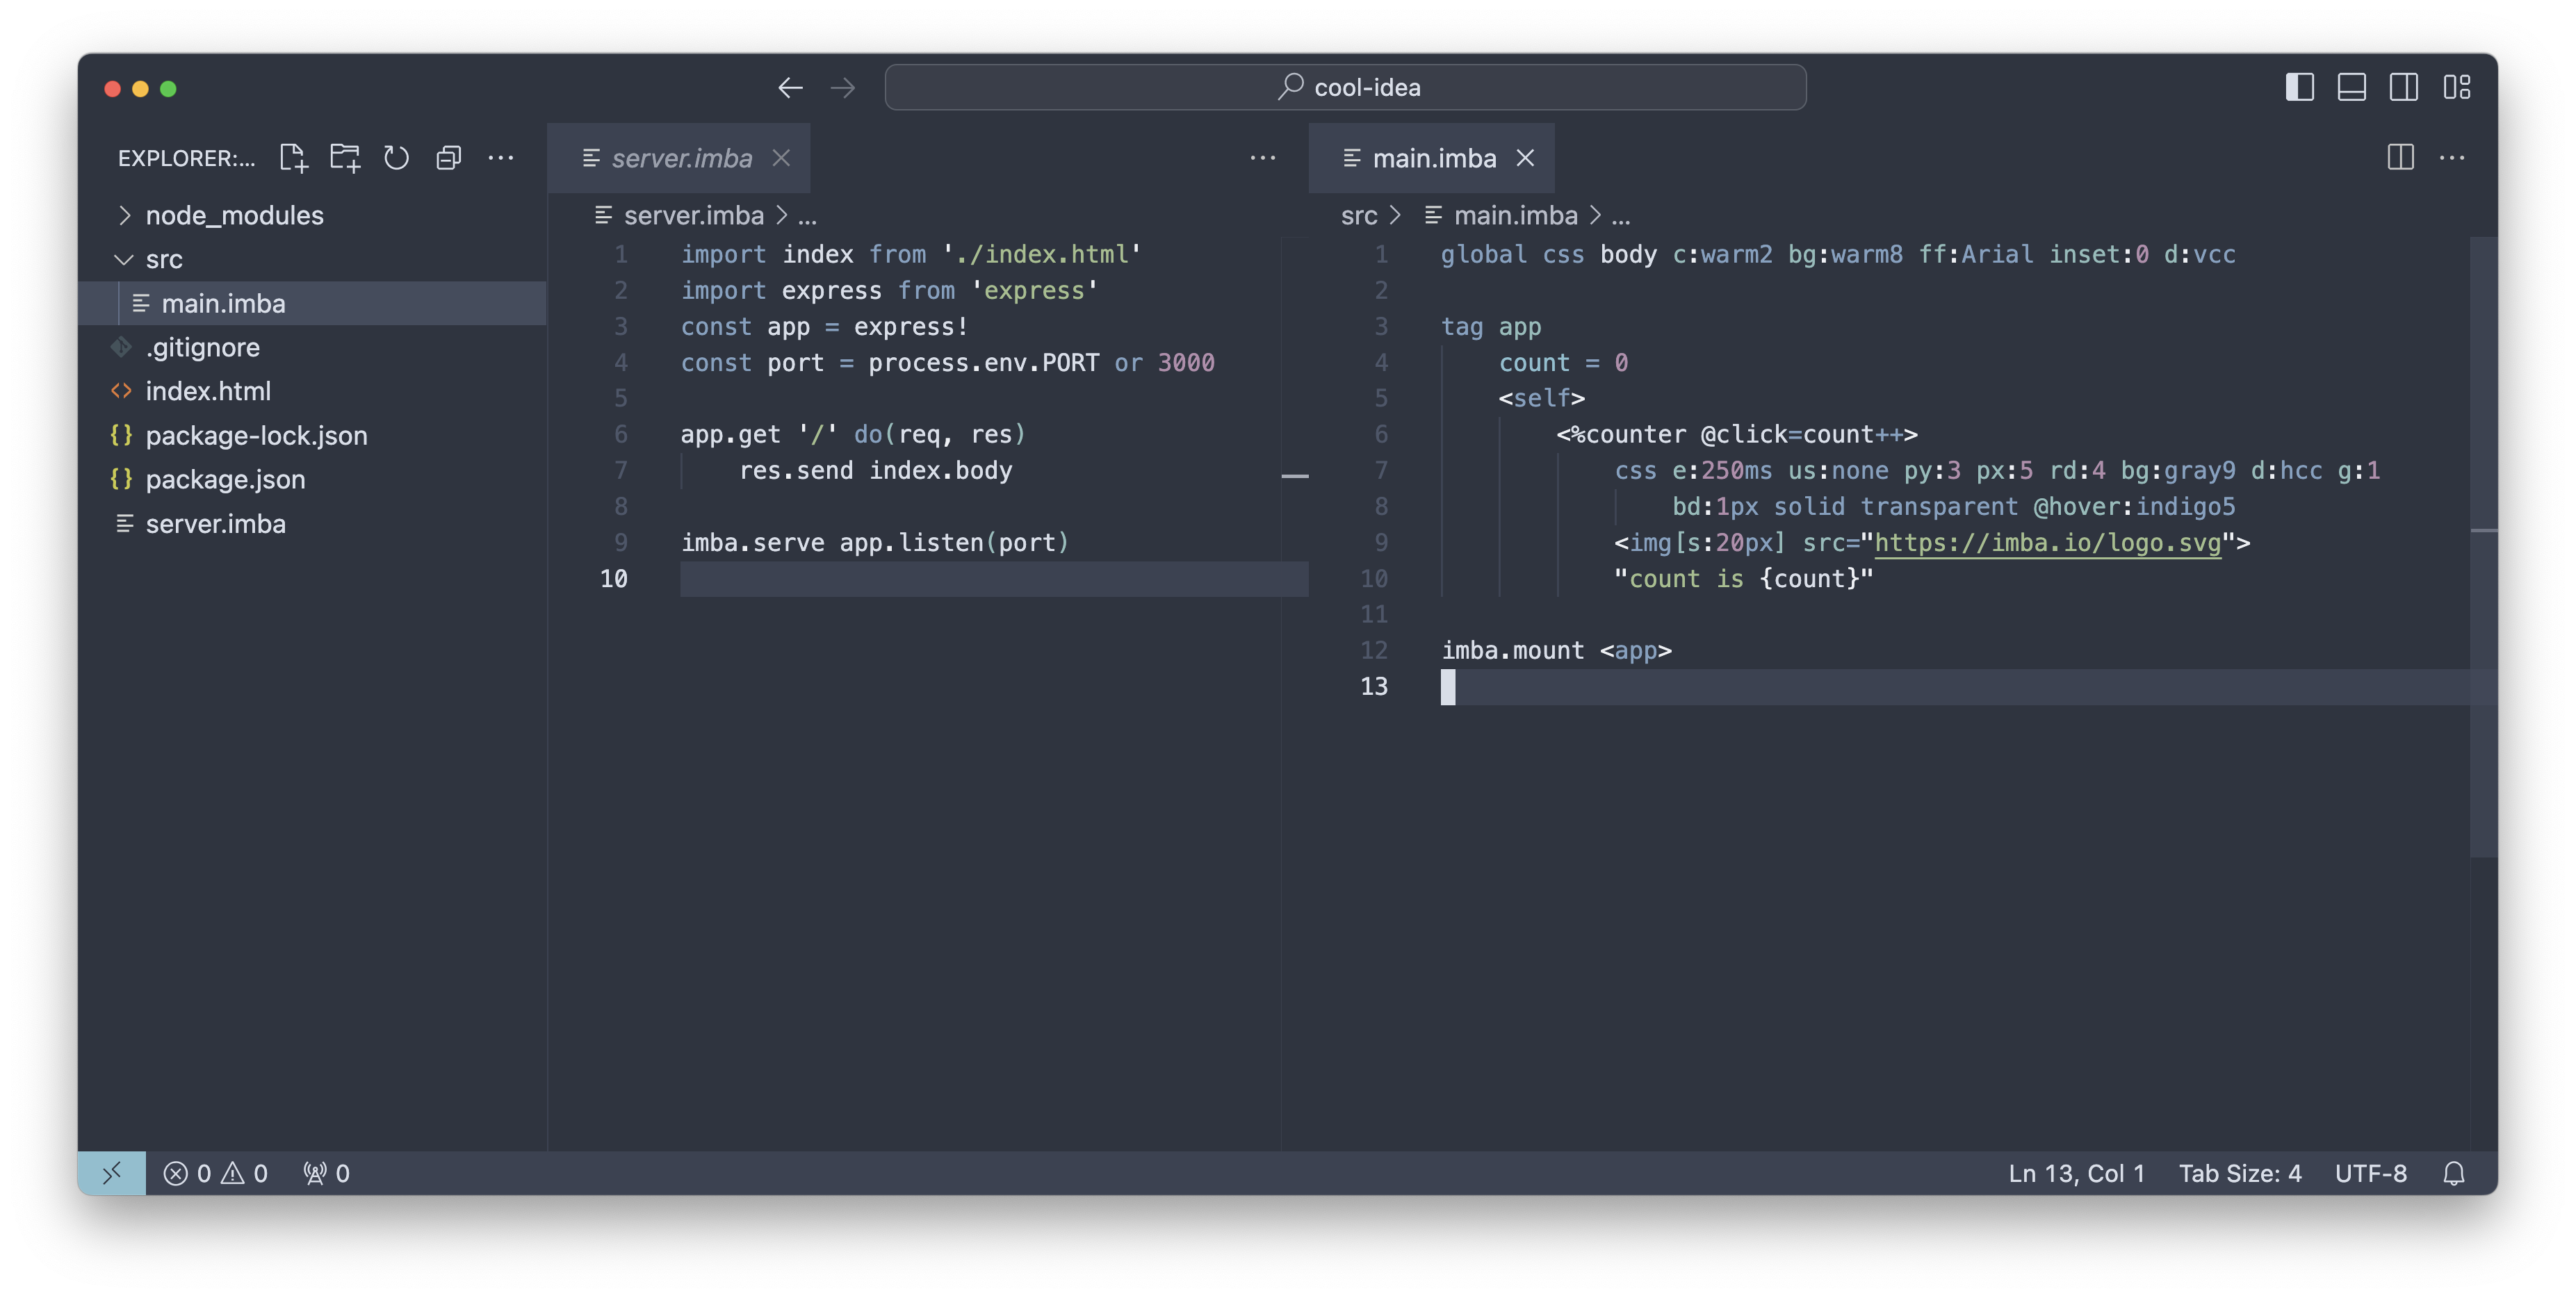 cool-idea
EXPLORER:...
node_modules
src
main.imba
.gitignore
index.html
package-lock.json
package.json
server.imba
server.imba
server.imba > ...
1 import index from './index.html'
2 import express from 'express'
3 const app = express!
4 const port = process.env.PORT or 3000
5
6 app.get '/' do(req, res)
7     res.send index.body
8
9 imba.serve app.listen(port)
10
main.imba
src > main.imba > ...
1 global css body c:warm2 bg:warm8 ff:Arial inset:0 d:vcc
2
3 tag app
4     count = 0
5     <self>
6         <%counter @click=count++>
7             css e:250ms us:none py:3 px:5 rd:4 bg:gray9 d:hcc g:1
8                 bd:1px solid transparent @hover:indigo5
9             <img[s:20px] src="https://imba.io/logo.svg">
10             "count is {count}"
11
12 imba.mount <app>
13
0 0 0
Ln 13, Col 1 Tab Size: 4 UTF-8